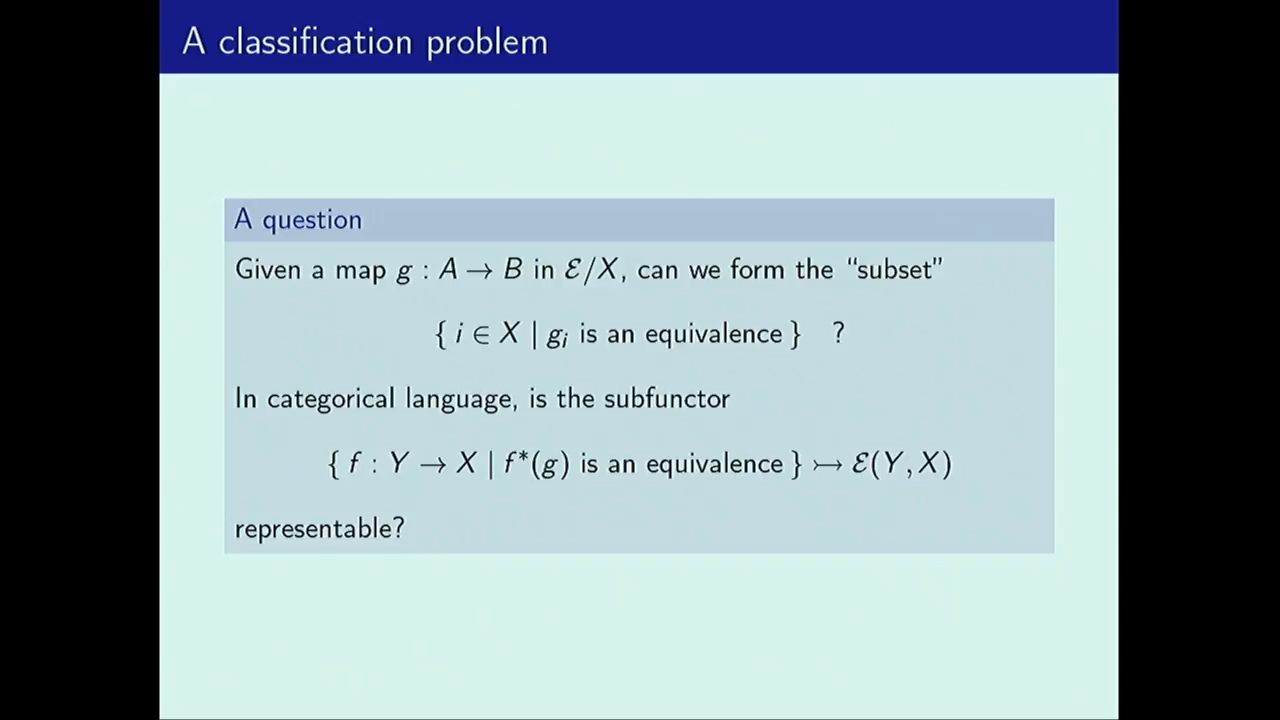 A classification problem
A question
Given a map g : A → B in ℰ/X, can we form the “subset”
{ i ∈ X | gᵢ is an equivalence } ?
In categorical language, is the subfunctor
{ f : Y → X | f*(g) is an equivalence } ↣ ℰ(Y, X)
representable?